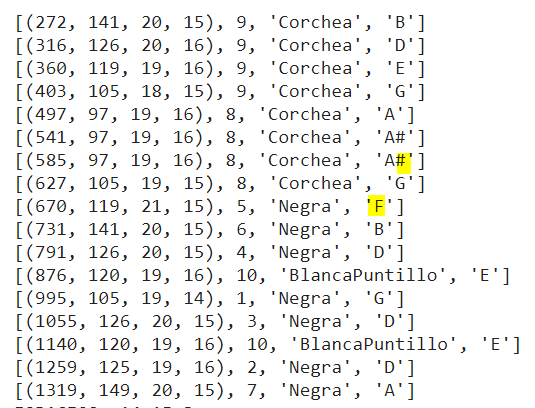 [(272, 141, 20, 15), 9, 'Corchea', 'B']
[(316, 126, 20, 16), 9, 'Corchea', 'D']
[(360, 119, 19, 16), 9, 'Corchea', 'E']
[(403, 105, 18, 15), 9, 'Corchea', 'G']
[(497, 97, 19, 16), 8, 'Corchea', 'A']
[(541, 97, 19, 16), 8, 'Corchea', 'A#']
[(585, 97, 19, 16), 8, 'Corchea', 'A#']
[(627, 105, 19, 15), 8, 'Corchea', 'G']
[(670, 119, 21, 15), 5, 'Negra', 'F']
[(731, 141, 20, 15), 6, 'Negra', 'B']
[(791, 126, 20, 15), 4, 'Negra', 'D']
[(876, 120, 19, 16), 10, 'BlancaPuntillo', 'E']
[(995, 105, 19, 14), 1, 'Negra', 'G']
[(1055, 126, 20, 15), 3, 'Negra', 'D']
[(1140, 120, 19, 16), 10, 'BlancaPuntillo', 'E']
[(1259, 125, 19, 16), 2, 'Negra', 'D']
[(1319, 149, 20, 15), 7, 'Negra', 'A']